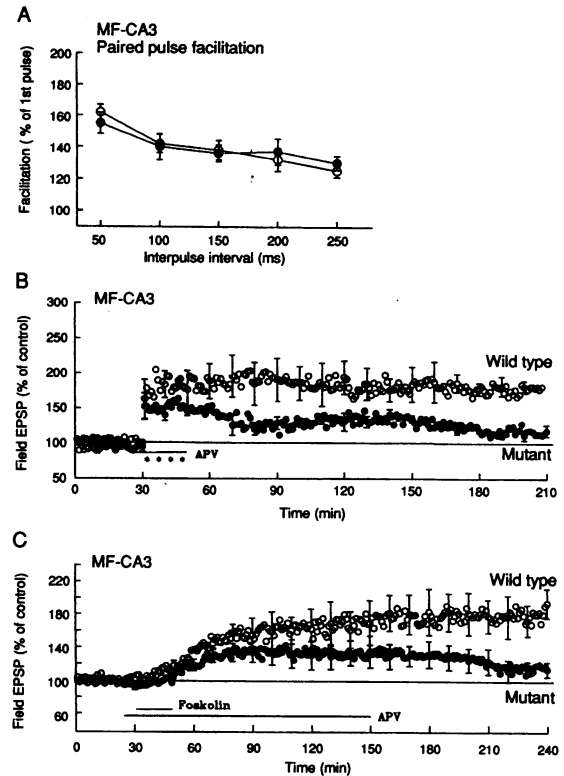 A
MF-CA3
Paired pulse facilitation
Facilitation ( % of 1st pulse)
200
180
160
140
120
100
50 100 150 200 250
Interpulse interval (ms)
B
MF-CA3
Field EPSP (% of control)
300
250
200
150
100
50
Wild type
Mutant
APV
* * * *
0 30 60 90 120 150 180 210
Time (min)
C
MF-CA3
Field EPSP (% of control)
220
180
140
100
60
Wild type
Mutant
Foskolin
APV
0 30 60 90 120 150 180 210 240
Time (min)